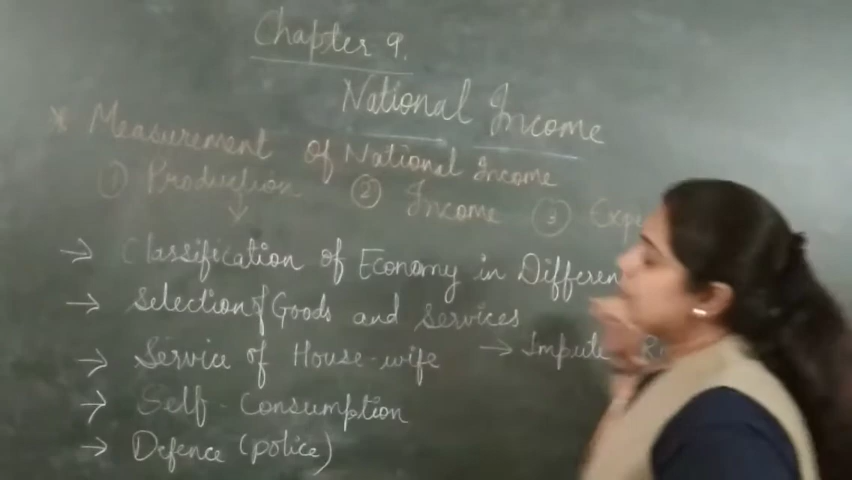 Chapter 9.
National Income
* Measurement of National Income
① Production ② Income ③ Exp
→ Classification of Economy in Differen
→ Selection of Goods and Services
→ Service of House-wife → Impute R
→ Self-Consumption
→ Defence (police)